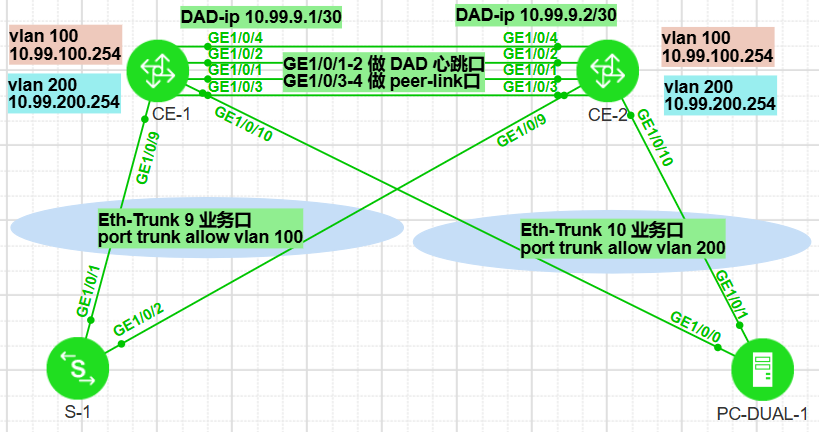 DAD-ip 10.99.9.1/30
DAD-ip 10.99.9.2/30
vlan 100
10.99.100.254
vlan 200
10.99.200.254
GE1/0/4
GE1/0/2
GE1/0/1
GE1/0/3
GE1/0/4
GE1/0/2
GE1/0/1
GE1/0/3
GE1/0/1-2 做 DAD 心跳口
GE1/0/3-4 做 peer-link口
vlan 100
10.99.100.254
vlan 200
10.99.200.254
CE-1
CE-2
GE1/0/9
GE1/0/10
GE1/0/9
GE1/0/10
Eth-Trunk 9 业务口
port trunk allow vlan 100
Eth-Trunk 10 业务口
port trunk allow vlan 200
GE1/0/1
GE1/0/2
GE1/0/0
GE1/0/1
S
S-1
PC-DUAL-1